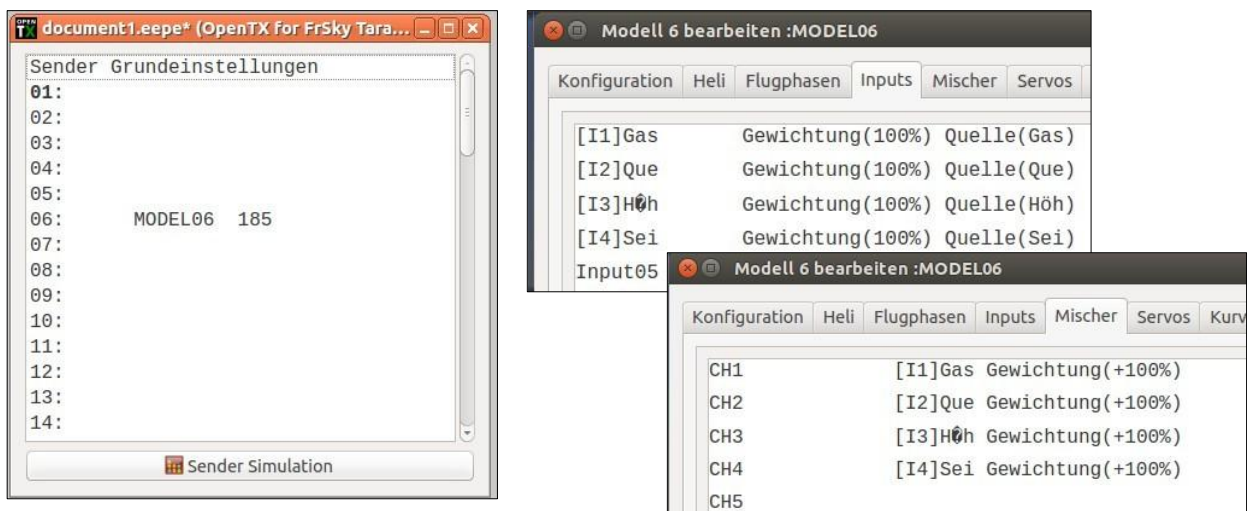 document1.eepe* (OpenTX for FrSky Tara...
Sender Grundeinstellungen
01:
02:
03:
04:
05:
06: MODEL06 185
07:
08:
09:
10:
11:
12:
13:
14:
Sender Simulation
Modell 6 bearbeiten :MODEL06
Konfiguration Heli Flugphasen Inputs Mischer Servos
[I1]Gas Gewichtung(100%) Quelle(Gas)
[I2]Que Gewichtung(100%) Quelle(Que)
[I3]H�h Gewichtung(100%) Quelle(Höh)
[I4]Sei Gewichtung(100%) Quelle(Sei)
Input05
Modell 6 bearbeiten :MODEL06
Konfiguration Heli Flugphasen Inputs Mischer Servos Kurv
CH1 [I1]Gas Gewichtung(+100%)
CH2 [I2]Que Gewichtung(+100%)
CH3 [I3]H�h Gewichtung(+100%)
CH4 [I4]Sei Gewichtung(+100%)
CH5